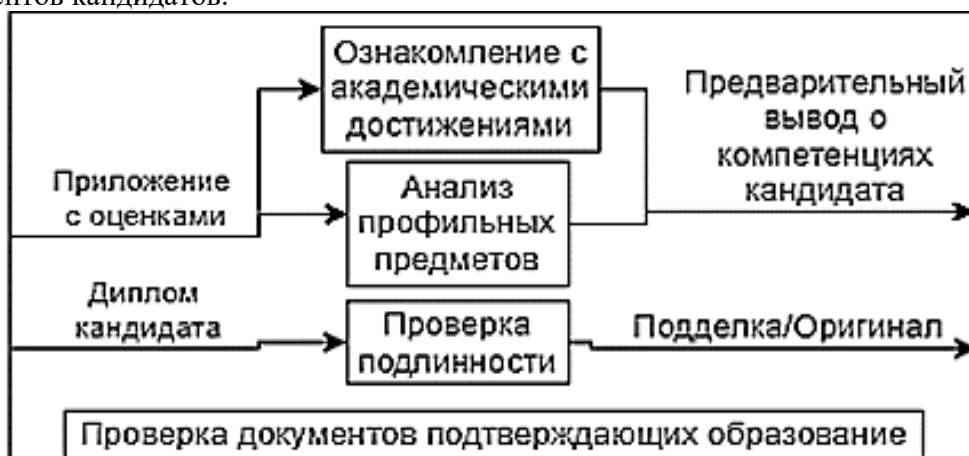 кандидатов.
Ознакомление с
академическими
достижениями
Предварительный
вывод о
компетенциях
кандидата
Приложение
с оценками
Анализ
профильных
предметов
Диплом
кандидата
Проверка
подлинности
Подделка/Оригинал
Проверка документов подтверждающих образование